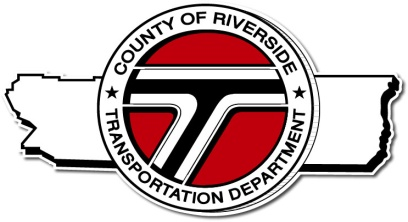 COUNTY OF RIVERSIDE
TRANSPORTATION DEPARTMENT